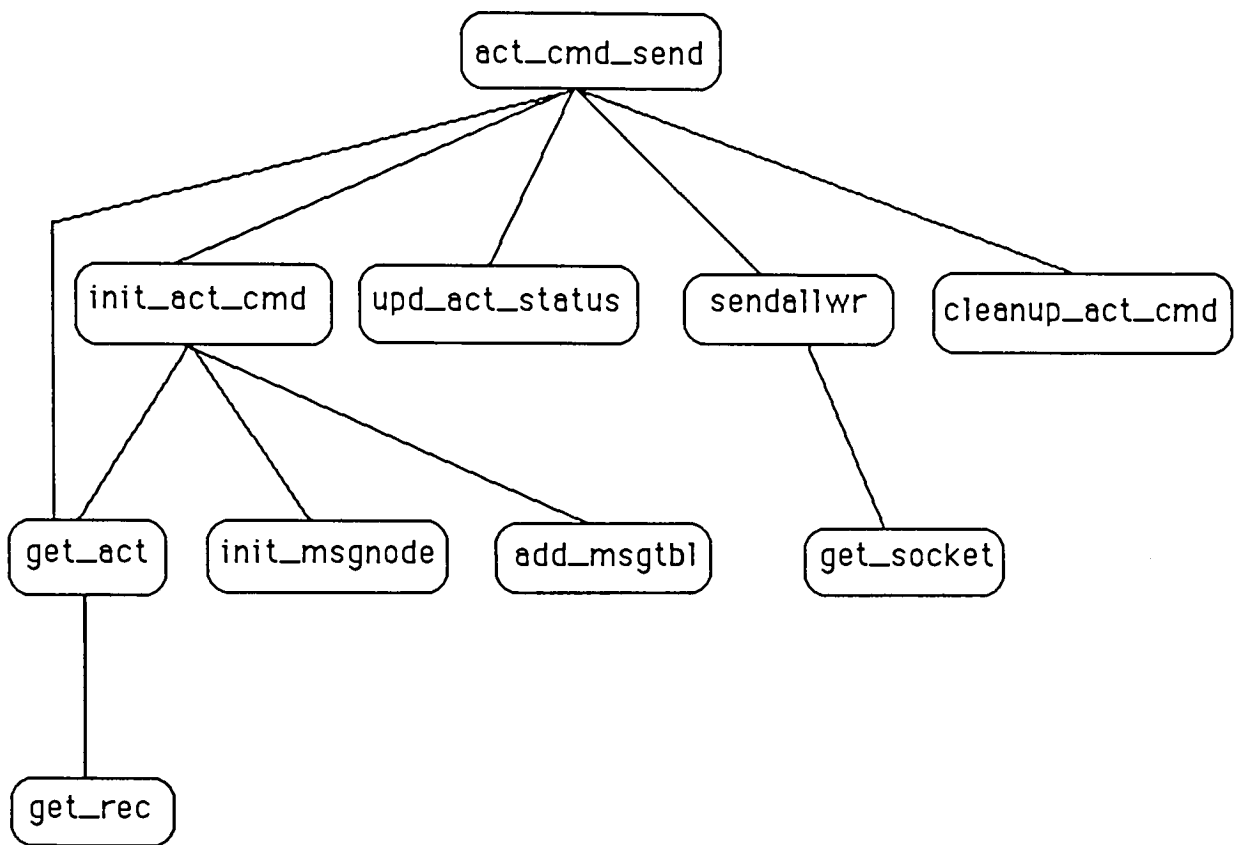 act_cmd_send
init_act_cmd
upd_act_status
sendallwr
cleanup_act_cmd
get_act
init_msgnode
add_msgtbl
get_socket
get_rec